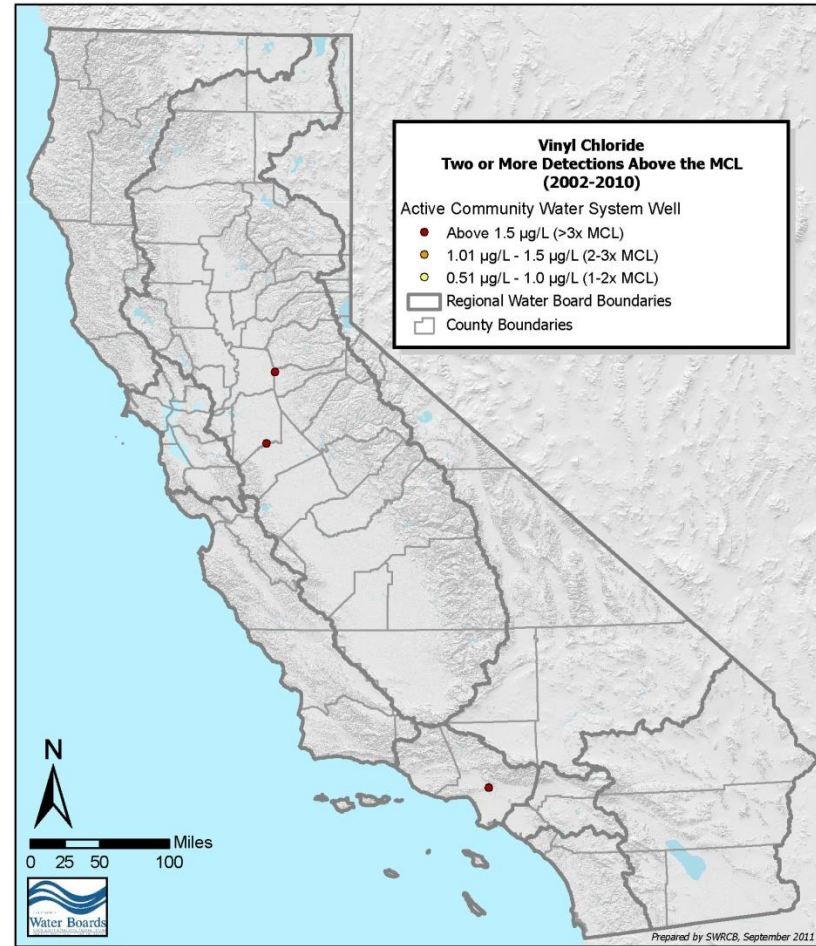 Vinyl Chloride
Two or More Detections Above the MCL
(2002-2010)
Active Community Water System Well
Above 1.5 µg/L (>3x MCL)
1.01 µg/L - 1.5 µg/L (2-3x MCL)
0.51 µg/L - 1.0 µg/L (1-2x MCL)
Regional Water Board Boundaries
County Boundaries
N
Miles
0 25 50 100
Water Boards
Prepared by SWRCB, September 2011